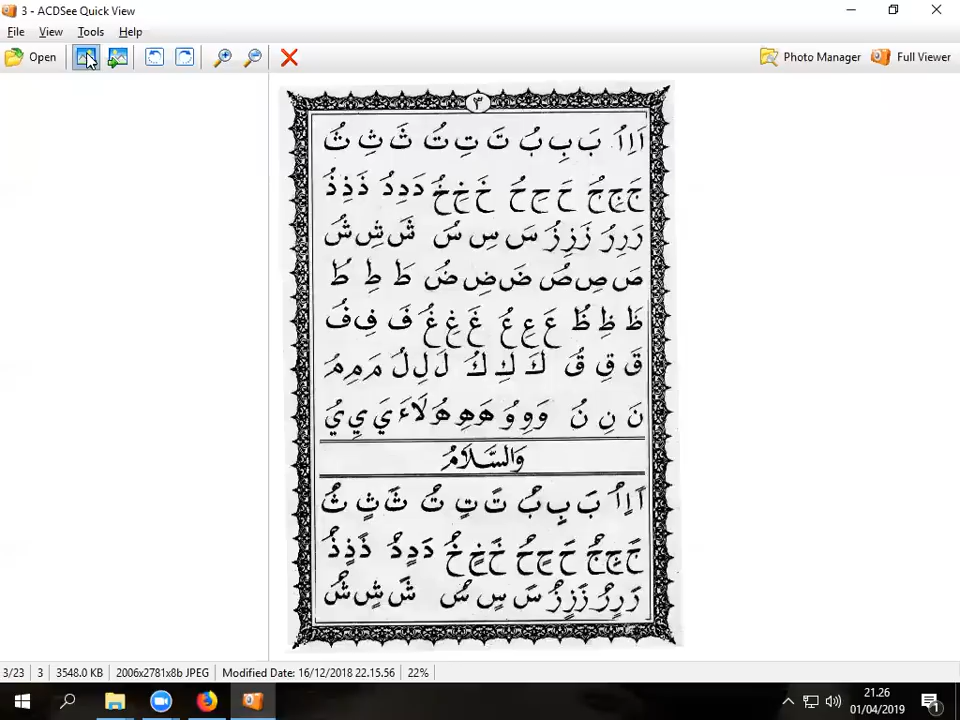 3 - ACDSee Quick View
File View Tools Help
Open
Photo Manager Full Viewer
٣
اَ اِ اُ بَ بِ بُ تَ تِ تُ ثَ ثِ ثُ
جَ جِ جُ حَ حِ حُ خَ خِ خُ دَ دِ دُ ذَ ذِ ذُ
رَ رِ رُ زَ زِ زُ سَ سِ سُ شَ شِ شُ
صَ صِ صُ ضَ ضِ ضُ طَ طِ طُ
ظَ ظِ ظُ عَ عِ عُ غَ غِ غُ فَ فِ فُ
قَ قِ قُ كَ كِ كُ لَ لِ لُ مَ مِ مُ
نَ نِ نُ وَ وِ وُ هَ هِ هُ لَا ءَ يَ يِ يُ
وَالسَّلَامُ
اً اٍ اٌ بً بٍ بٌ تً تٍ تٌ ثً ثٍ ثٌ
جً جٍ جٌ حً حٍ حٌ خً خٍ خٌ دً دٍ دٌ ذً ذٍ ذٌ
رً رٍ رٌ زً زٍ زٌ سً سٍ سٌ شً شٍ شٌ
3/23 3 3548.0 KB 2006x2781x8b JPEG Modified Date: 16/12/2018 22.15.56 22%
21.26
01/04/2019
1